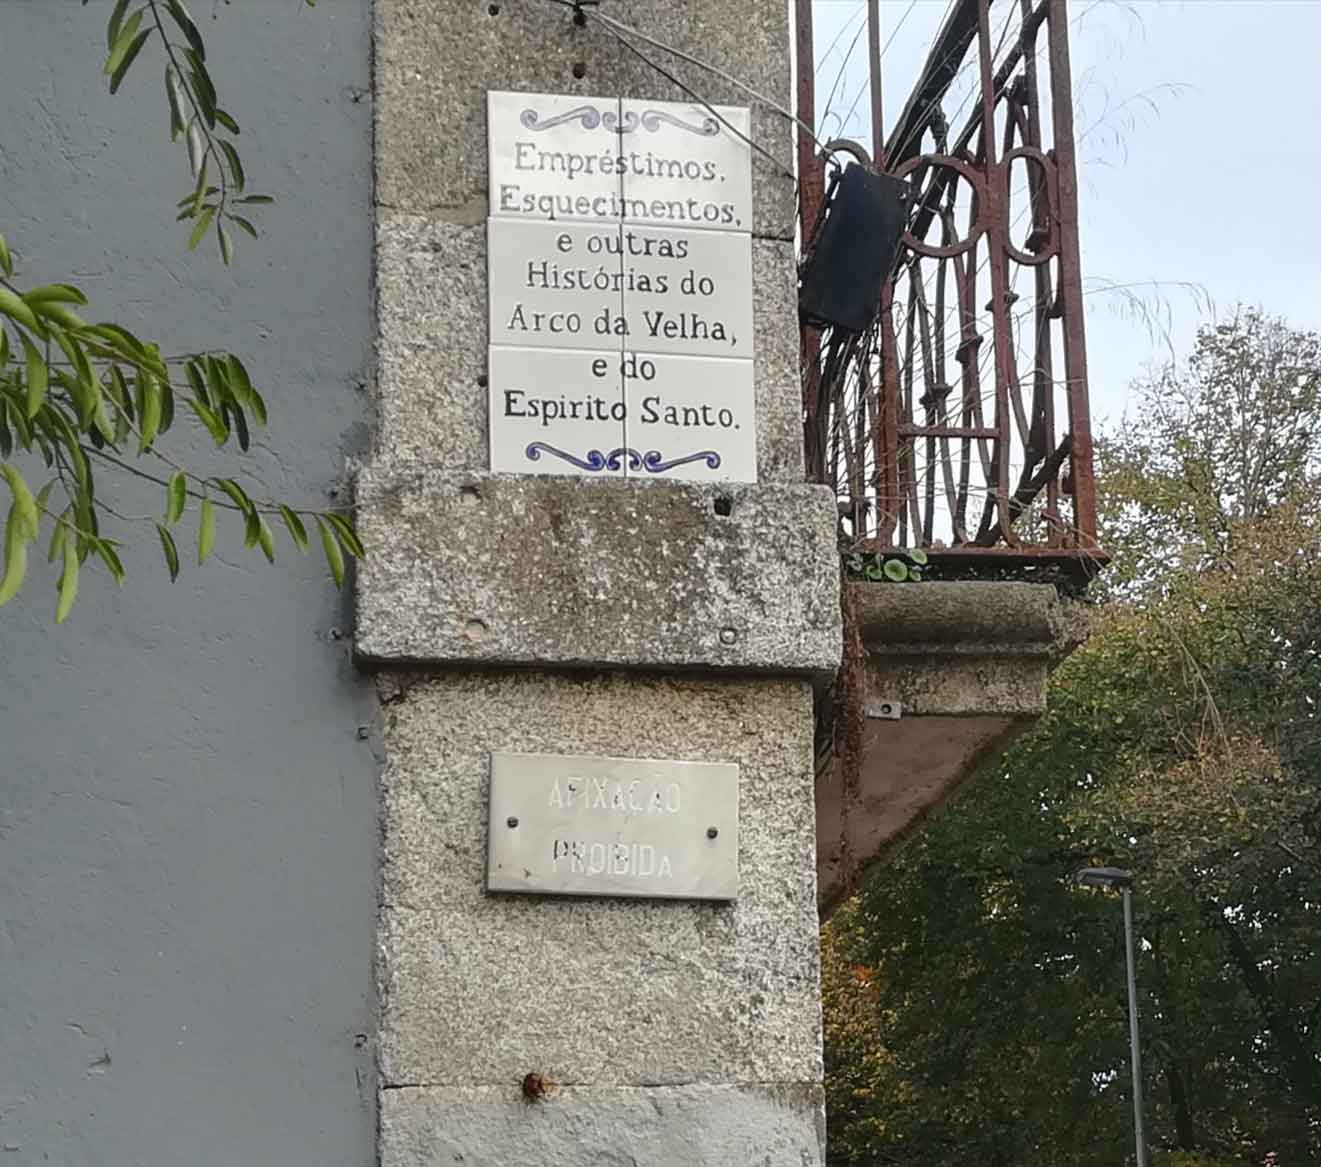 Empréstimos,
Esquecimentos,
e outras
Histórias do
Arco da Velha,
e do
Espirito Santo.
AFIXAÇÃO
PROIBIDA